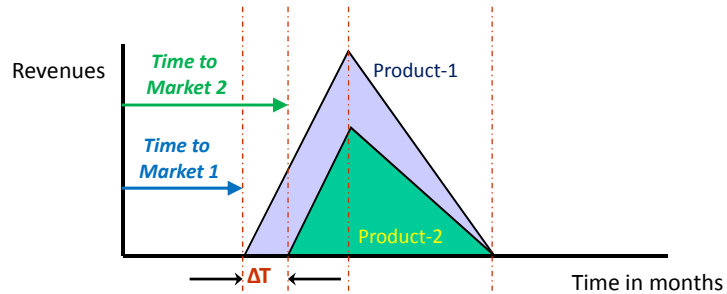 Revenues
Time to
Market 2
Product-1
Time to
Market 1
Product-2
ΔT
Time in months